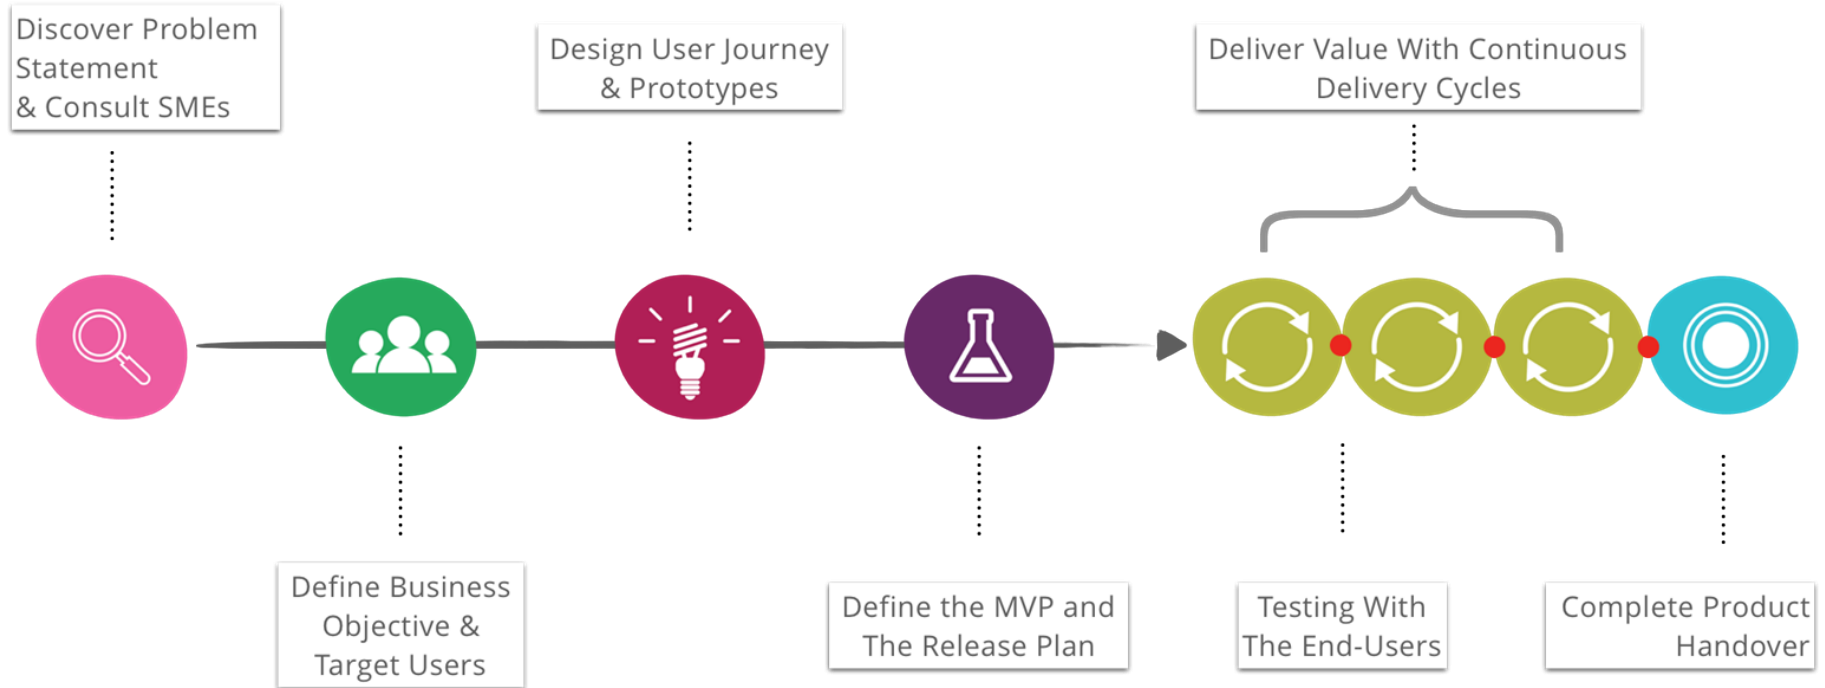 Discover Problem
Statement
& Consult SMEs
Design User Journey
& Prototypes
Deliver Value With Continuous
Delivery Cycles
Define Business
Objective &
Target Users
Define the MVP and
The Release Plan
Testing With
The End-Users
Complete Product
Handover